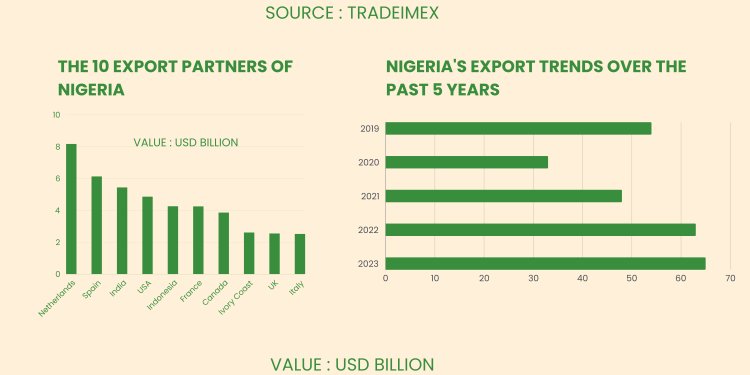 SOURCE : TRADEIMEX
THE 10 EXPORT PARTNERS OF
NIGERIA
VALUE : USD BILLION
10
8
6
4
2
0
Netherlands
Spain
India
USA
Indonesia
France
Canada
Ivory Coast
UK
Italy
NIGERIA'S EXPORT TRENDS OVER THE
PAST 5 YEARS
2019
2020
2021
2022
2023
0 10 20 30 40 50 60 70
VALUE : USD BILLION